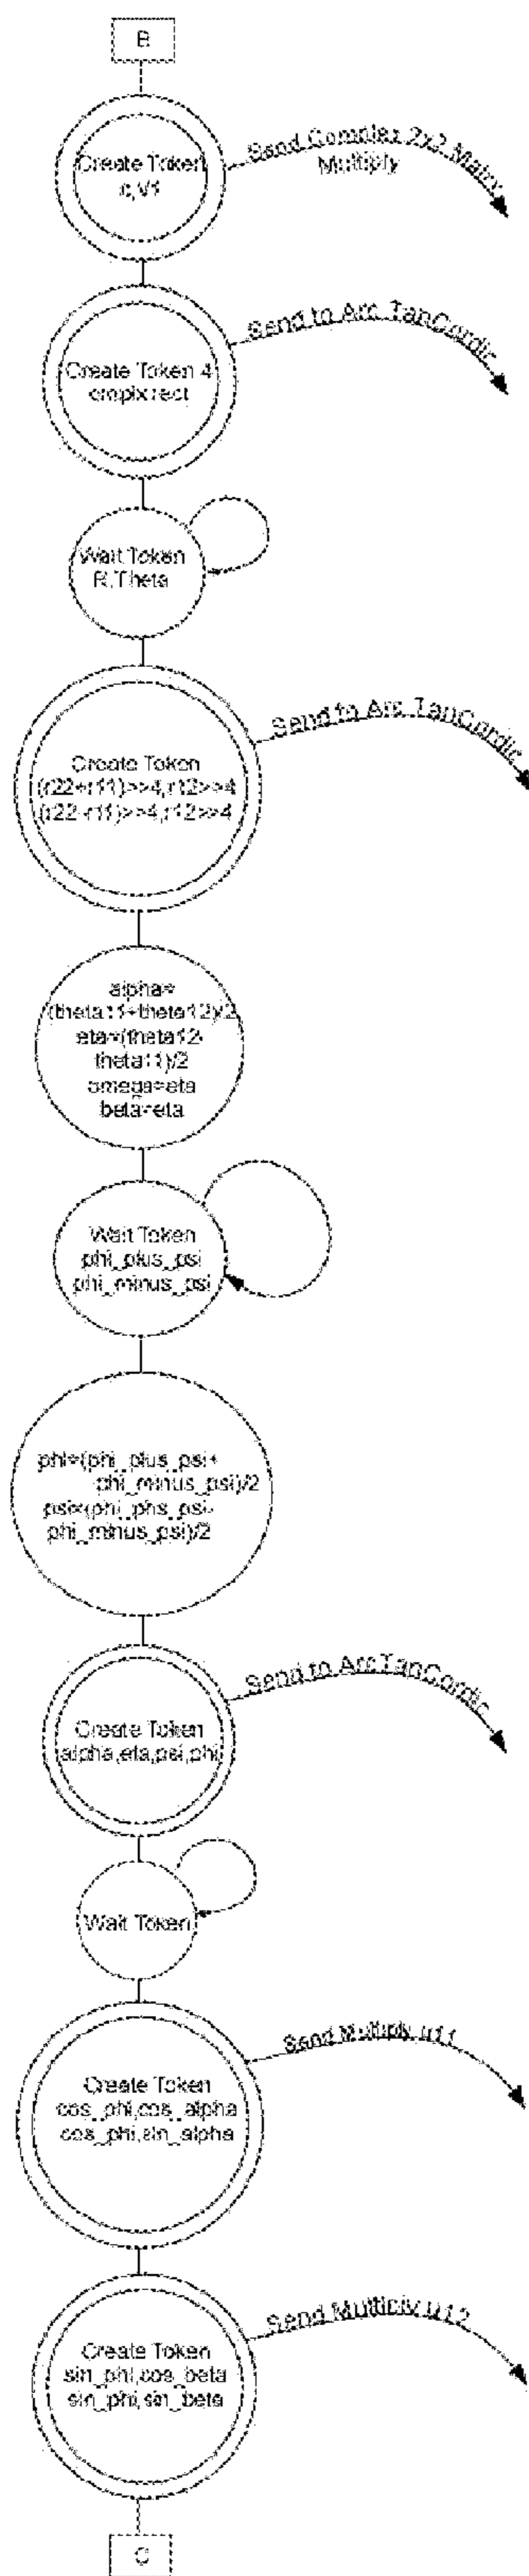 B
Create Token
c,V1
Send Complex 2x2 Matrix
Multiply
Create Token 4
cmplx rect
Send to Arc TanCordic
Wait Token
R,Theta
Create Token
(r22+r11)>>4,r12>>4
(r22-r11)>>4,r12>>4
Send to Arc TanCordic
alpha=
(theta11+theta12)/2
eta=(theta12-
theta11)/2
omega=eta
beta=eta
Wait Token
phi_plus_psi
phi_minus_psi
phi=(phi_plus_psi+
phi_minus_psi)/2
psi=(phi_phs_psi-
phi_minus_psi)/2
Create Token
alpha,eta,psi,phi
Send to ArcTanCordic
Wait Token
Create Token
cos_phi,cos_alpha
cos_phi,sin_alpha
Send Multiply u11
Create Token
sin_phi,cos_beta
sin_phi,sin_beta
Send Multiply u12
C